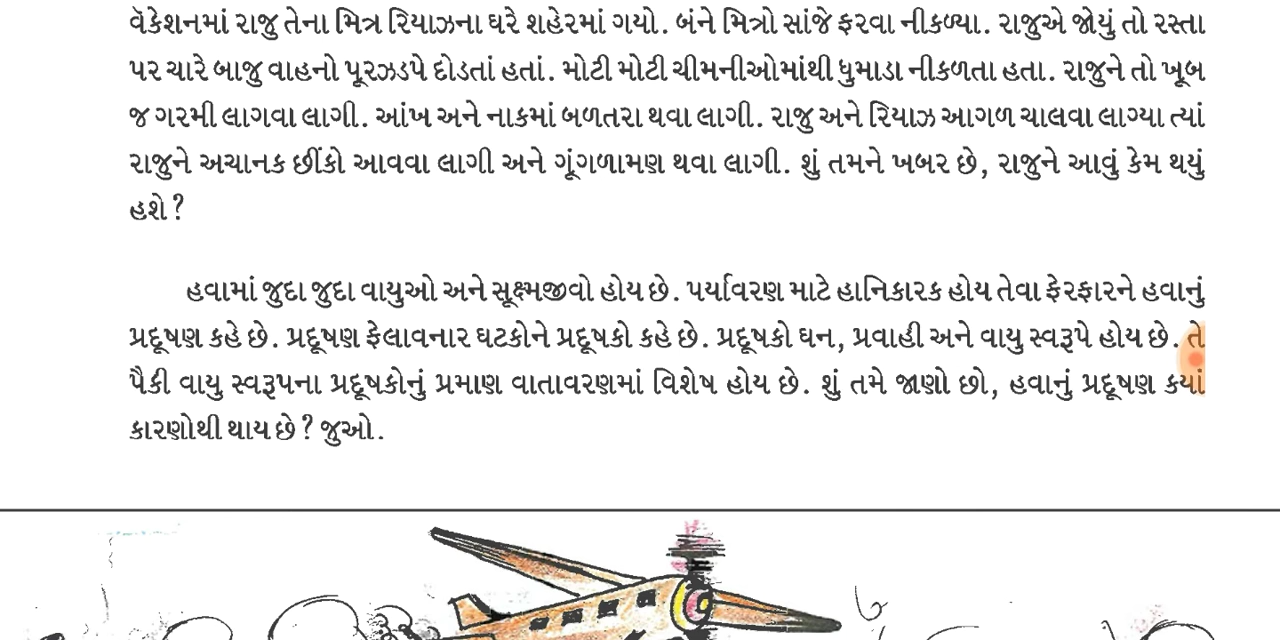 વૅકેશનમાં રાજુ તેના મિત્ર રિયાઝના ઘરે શહેરમાં ગયો. બંને મિત્રો સાંજે ફરવા નીકળ્યા. રાજુએ જોયું તો રસ્તા
પર ચારે બાજુ વાહનો પૂરઝડપે દોડતાં હતાં. મોટી મોટી ચીમનીઓમાંથી ધુમાડા નીકળતા હતા. રાજુને તો ખૂબ
જ ગરમી લાગવા લાગી. આંખ અને નાકમાં બળતરા થવા લાગી. રાજુ અને રિયાઝ આગળ ચાલવા લાગ્યા ત્યાં
રાજુને અચાનક છીંકો આવવા લાગી અને ગૂંગળામણ થવા લાગી. શું તમને ખબર છે, રાજુને આવું કેમ થયું
હશે ?
હવામાં જુદા જુદા વાયુઓ અને સૂક્ષ્મજીવો હોય છે. પર્યાવરણ માટે હાનિકારક હોય તેવા ફેરફારને હવાનું
પ્રદૂષણ કહે છે. પ્રદૂષણ ફેલાવનાર ઘટકોને પ્રદૂષકો કહે છે. પ્રદૂષકો ઘન, પ્રવાહી અને વાયુ સ્વરૂપે હોય છે. તે
પૈકી વાયુ સ્વરૂપના પ્રદૂષકોનું પ્રમાણ વાતાવરણમાં વિશેષ હોય છે. શું તમે જાણો છો, હવાનું પ્રદૂષણ કયાં
કારણોથી થાય છે ? જુઓ.